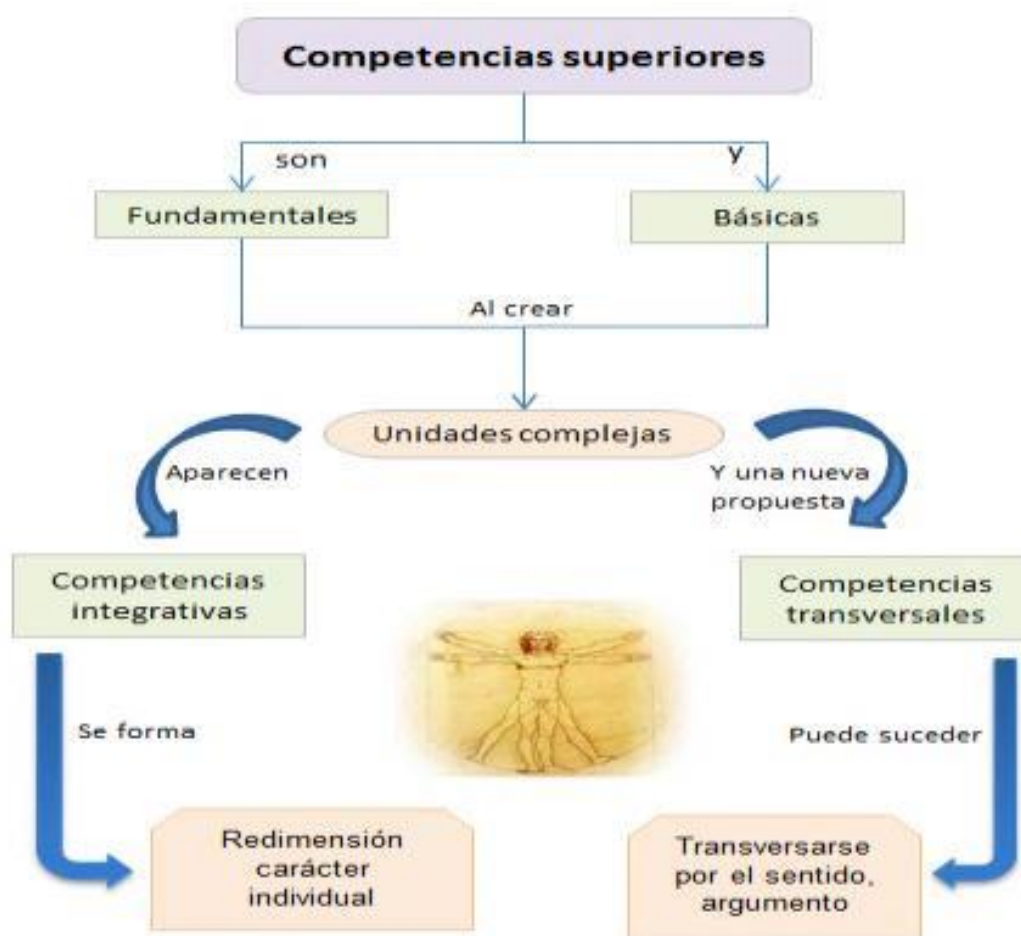 Competencias superiores
son
y
Fundamentales
Básicas
Al crear
Unidades complejas
Aparecen
Y una nueva
propuesta
Competencias
integrativas
Competencias
transversales
Se forma
Puede suceder
Redimensión
carácter
individual
Transversarse
por el sentido,
argumento